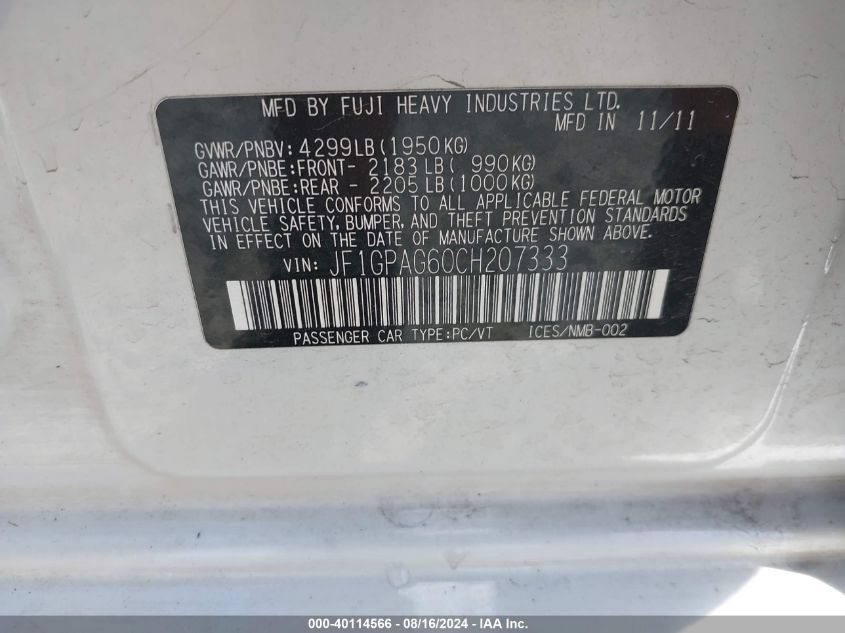 MFD BY FUJI HEAVY INDUSTRIES LTD.
MFD IN 11/11
GVWR/PNBV: 4299LB(1950KG)
GAWR/PNBE:FRONT- 2183LB( 990KG)
GAWR/PNBE:REAR - 2205LB(1000KG)
THIS VEHICLE CONFORMS TO ALL APPLICABLE FEDERAL MOTOR
VEHICLE SAFETY, BUMPER, AND THEFT PREVENTION STANDARDS
IN EFFECT ON THE DATE OF MANUFACTURE SHOWN ABOVE.
VIN: JF1GPAG60CH207333
PASSENGER CAR TYPE:PC/VT ICES/NMB-002
000-40114566 - 08/16/2024 - Copart, Inc.